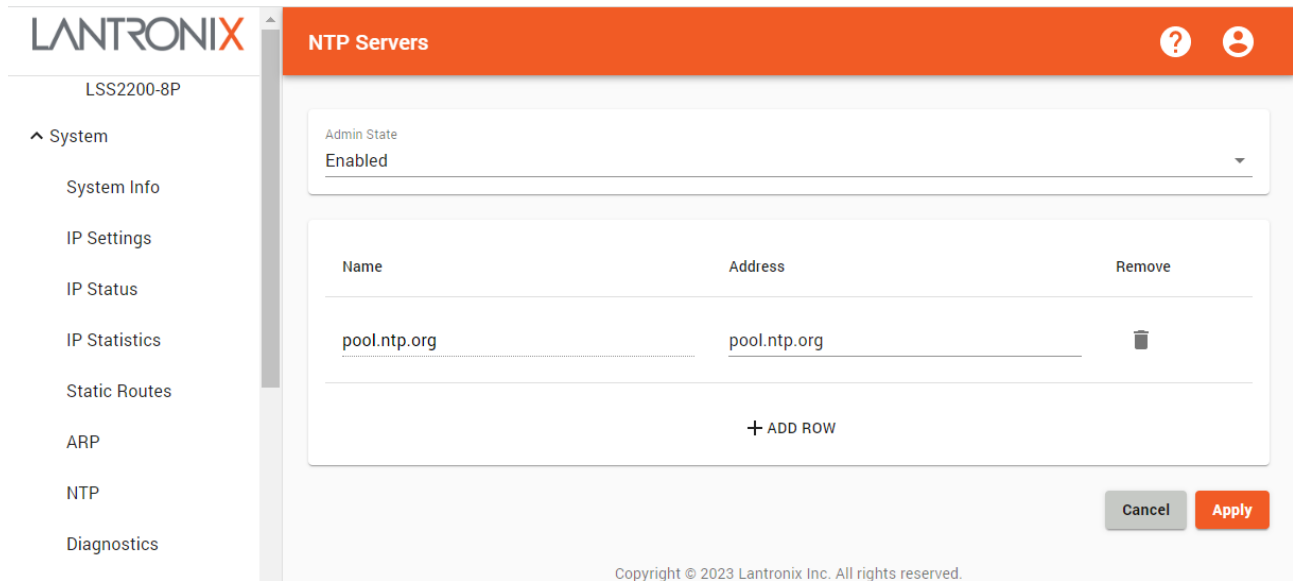 LANTRONIX
LSS2200-8P
System
System Info
IP Settings
IP Status
IP Statistics
Static Routes
ARP
NTP
Diagnostics
NTP Servers
?
Admin State
Enabled
Name Address Remove
pool.ntp.org pool.ntp.org
+ ADD ROW
Cancel Apply
Copyright © 2023 Lantronix Inc. All rights reserved.